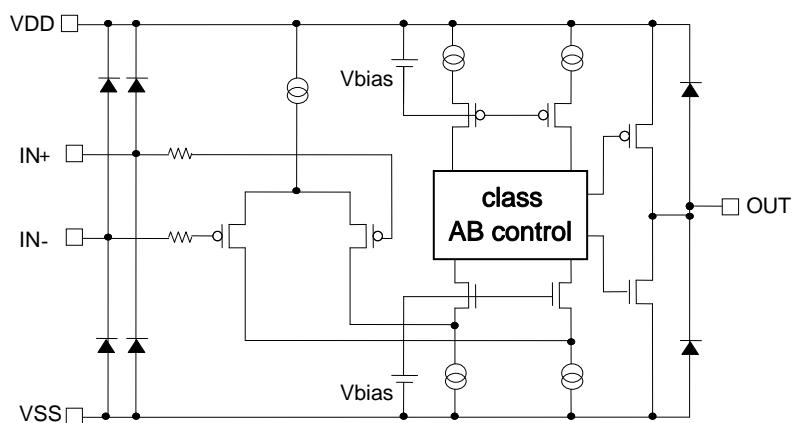 VDD
Vbias
IN+
class
AB control
OUT
IN-
Vbias
VSS